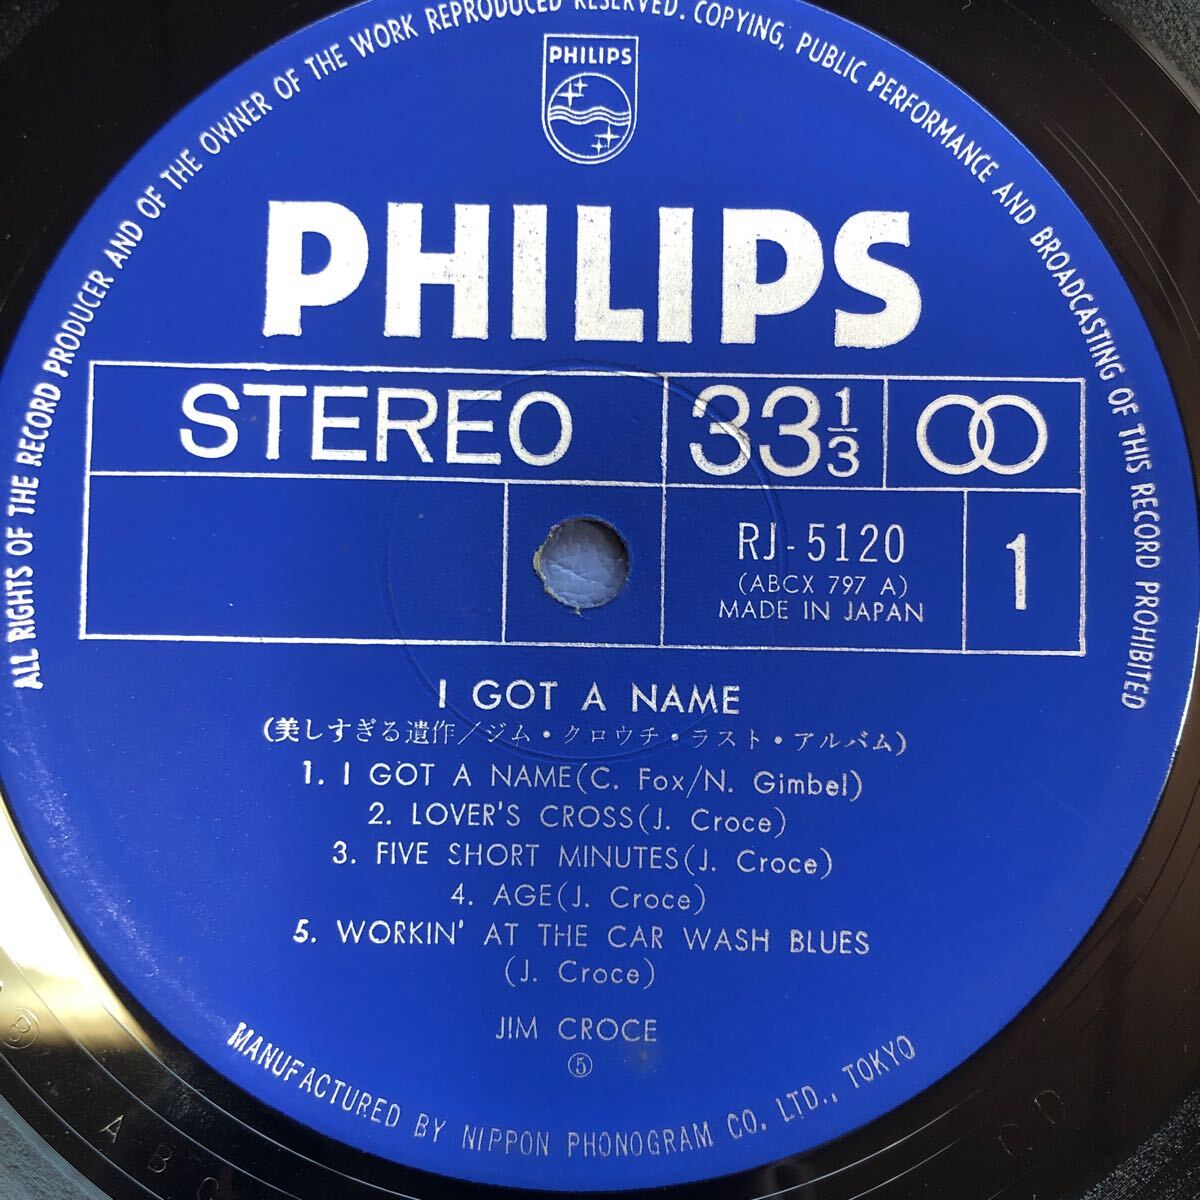 ALL RIGHTS OF THE RECORD PRODUCER AND OF THE OWNER OF THE WORK REPRODUCED RESERVED. COPYING, PUBLIC PERFORMANCE AND BROADCASTING OF THIS RECORD PROHIBITED
PHILIPS
PHILIPS
STEREO
33 1/3
RJ-5120
(ABCX 797 A)
MADE IN JAPAN
1
I GOT A NAME
(美しすぎる遺作/ジム・クロウチ・ラスト・アルバム)
1. I GOT A NAME(C. Fox/N. Gimbel)
2. LOVER'S CROSS(J. Croce)
3. FIVE SHORT MINUTES(J. Croce)
4. AGE(J. Croce)
5. WORKIN' AT THE CAR WASH BLUES
(J. Croce)
JIM CROCE
⑤
MANUFACTURED BY NIPPON PHONOGRAM CO. LTD., TOKYO